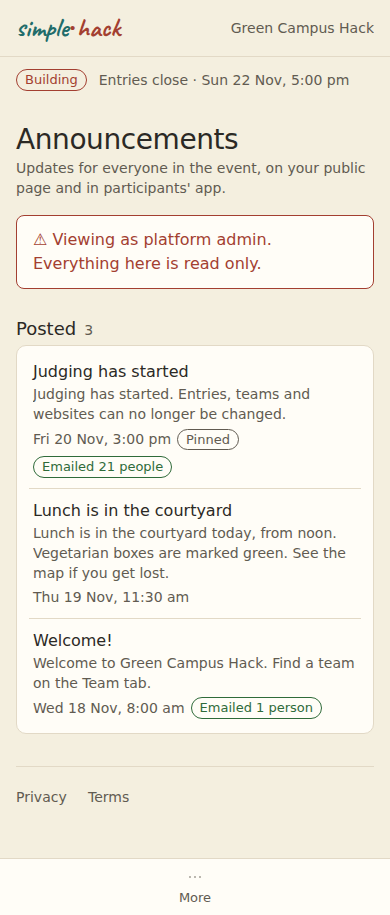 simple·hack
Green Campus Hack
Building
Entries close · Sun 22 Nov, 5:00 pm
Announcements
Updates for everyone in the event, on your public
page and in participants' app.
⚠ Viewing as platform admin.
Everything here is read only.
Posted 3
Judging has started
Judging has started. Entries, teams and
websites can no longer be changed.
Fri 20 Nov, 3:00 pm Pinned
Emailed 21 people
Lunch is in the courtyard
Lunch is in the courtyard today, from noon.
Vegetarian boxes are marked green. See the
map if you get lost.
Thu 19 Nov, 11:30 am
Welcome!
Welcome to Green Campus Hack. Find a team
on the Team tab.
Wed 18 Nov, 8:00 am Emailed 1 person
Privacy Terms
...
More